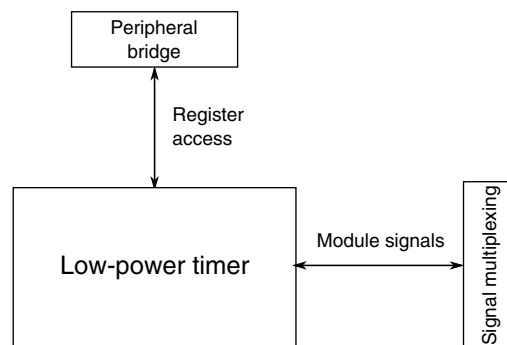 Peripheral
bridge
Register
access
Low-power timer
Module signals
Signal multiplexing